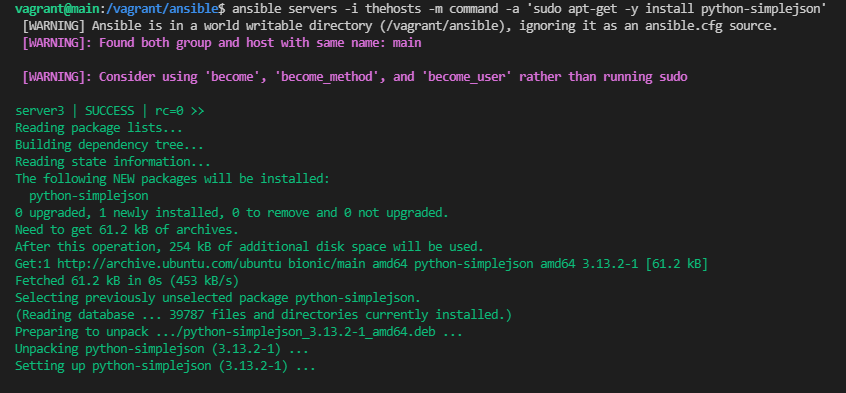 vagrant@main:/vagrant/ansible$ ansible servers -i thehosts -m command -a 'sudo apt-get -y install python-simplejson'
[WARNING] Ansible is in a world writable directory (/vagrant/ansible), ignoring it as an ansible.cfg source.
[WARNING]: Found both group and host with same name: main
[WARNING]: Consider using 'become', 'become_method', and 'become_user' rather than running sudo
server3 | SUCCESS | rc=0 >>
Reading package lists...
Building dependency tree...
Reading state information...
The following NEW packages will be installed:
  python-simplejson
0 upgraded, 1 newly installed, 0 to remove and 0 not upgraded.
Need to get 61.2 kB of archives.
After this operation, 254 kB of additional disk space will be used.
Get:1 http://archive.ubuntu.com/ubuntu bionic/main amd64 python-simplejson amd64 3.13.2-1 [61.2 kB]
Fetched 61.2 kB in 0s (453 kB/s)
Selecting previously unselected package python-simplejson.
(Reading database ... 39787 files and directories currently installed.)
Preparing to unpack .../python-simplejson_3.13.2-1_amd64.deb ...
Unpacking python-simplejson (3.13.2-1) ...
Setting up python-simplejson (3.13.2-1) ...